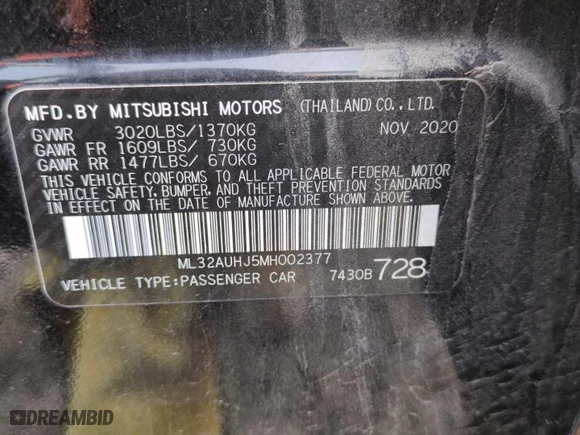 MFD.BY MITSUBISHI MOTORS (THAILAND)CO.,LTD.
GVWR 3020LBS/1370KG NOV 2020
GAWR FR 1609LBS/ 730KG
GAWR RR 1477LBS/ 670KG
THIS VEHICLE CONFORMS TO ALL APPLICABLE FEDERAL MOTOR
VEHICLE SAFETY, BUMPER, AND THEFT PREVENTION STANDARDS
IN EFFECT ON THE DATE OF MANUFACTURE SHOWN ABOVE.
ML32AUHJ5MH002377
VEHICLE TYPE:PASSENGER CAR 7430B 728
DREAMBID